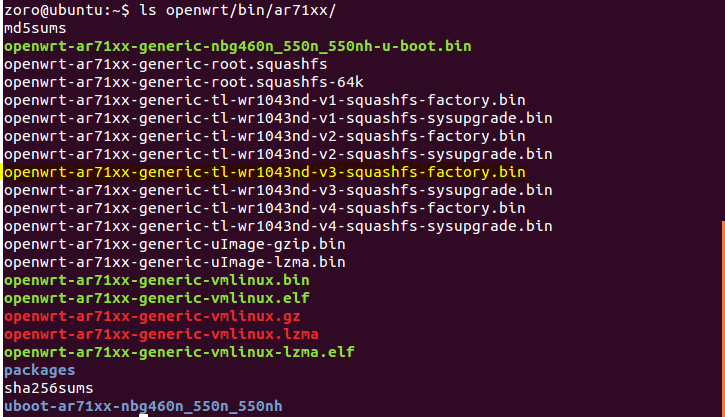 zoro@ubuntu:~$ ls openwrt/bin/ar71xx/
md5sums
openwrt-ar71xx-generic-nbg460n_550n_550nh-u-boot.bin
openwrt-ar71xx-generic-root.squashfs
openwrt-ar71xx-generic-root.squashfs-64k
openwrt-ar71xx-generic-tl-wr1043nd-v1-squashfs-factory.bin
openwrt-ar71xx-generic-tl-wr1043nd-v1-squashfs-sysupgrade.bin
openwrt-ar71xx-generic-tl-wr1043nd-v2-squashfs-factory.bin
openwrt-ar71xx-generic-tl-wr1043nd-v2-squashfs-sysupgrade.bin
openwrt-ar71xx-generic-tl-wr1043nd-v3-squashfs-factory.bin
openwrt-ar71xx-generic-tl-wr1043nd-v3-squashfs-sysupgrade.bin
openwrt-ar71xx-generic-tl-wr1043nd-v4-squashfs-factory.bin
openwrt-ar71xx-generic-tl-wr1043nd-v4-squashfs-sysupgrade.bin
openwrt-ar71xx-generic-uImage-gzip.bin
openwrt-ar71xx-generic-uImage-lzma.bin
openwrt-ar71xx-generic-vmlinux.bin
openwrt-ar71xx-generic-vmlinux.elf
openwrt-ar71xx-generic-vmlinux.gz
openwrt-ar71xx-generic-vmlinux.lzma
openwrt-ar71xx-generic-vmlinux-lzma.elf
packages
sha256sums
uboot-ar71xx-nbg460n_550n_550nh